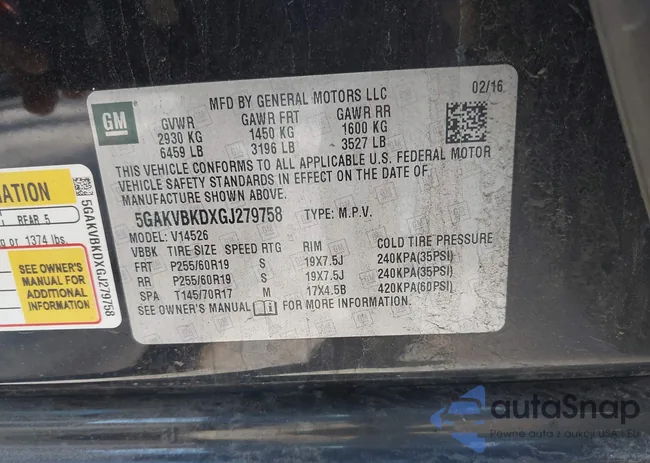 MFD BY GENERAL MOTORS LLC
02/16
GM
GVWR GAWR FRT GAWR RR
2930 KG 1450 KG 1600 KG
6459 LB 3196 LB 3527 LB
THIS VEHICLE CONFORMS TO ALL APPLICABLE U.S. FEDERAL MOTOR
VEHICLE SAFETY STANDARDS IN EFFECT ON THE DATE OF
MANUFACTURE SHOWN ABOVE.
5GAKVBKDXGJ279758 TYPE: M.P.V.
MODEL: V14526
VBBK TIRE SIZE SPEED RTG RIM COLD TIRE PRESSURE
FRT P255/60R19 S 19X7.5J 240KPA(35PSI)
RR P255/60R19 S 19X7.5J 240KPA(35PSI)
SPA T145/70R17 M 17X4.5B 420KPA(60PSI)
SEE OWNER'S MANUAL FOR MORE INFORMATION.
REAR 5
1374 lbs.
SEE OWNER'S
MANUAL FOR
ADDITIONAL
INFORMATION
5GAKVBKDXGJ279758
autoSnap
Pewne auta z aukcji USA i EU